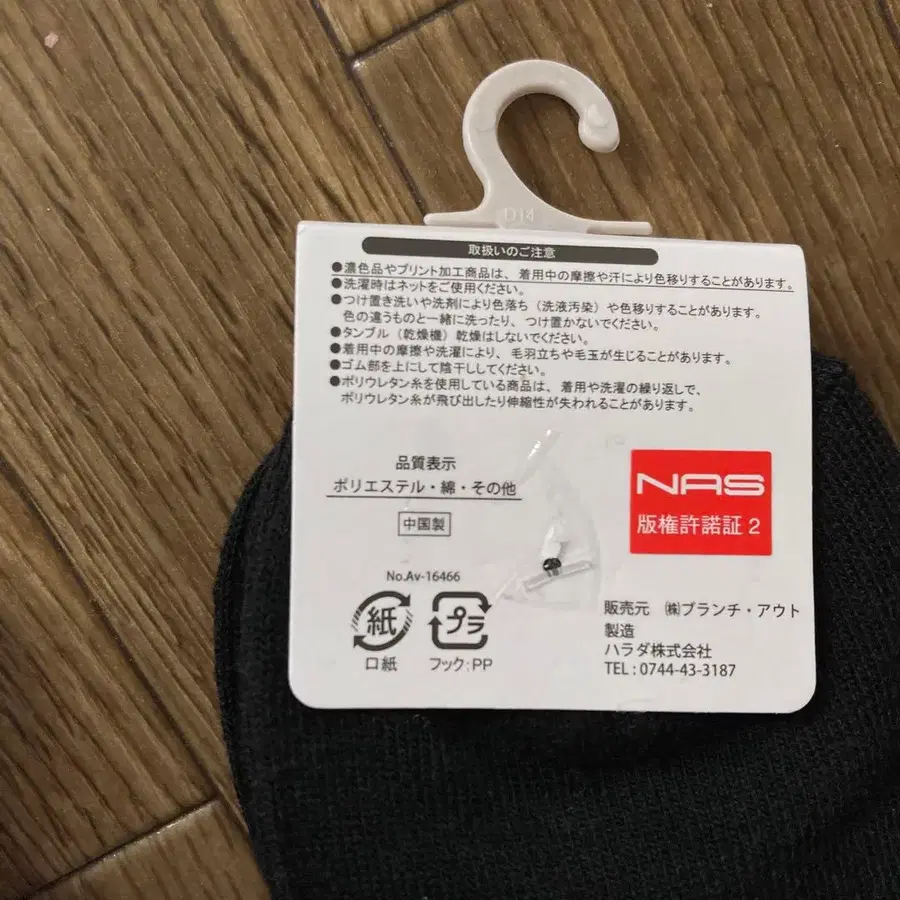 D14
取扱いのご注意
●濃色品やプリント加工商品は、着用中の摩擦や汗により色移りすることがあります。
●洗濯時はネットをご使用ください。
●つけ置き洗いや洗剤により色落ち（洗液汚染）や色移りすることがあります。
色の違うものと一緒に洗ったり、つけ置かないでください。
●タンブル（乾燥機）乾燥はしないでください。
●着用中の摩擦や洗濯により、毛羽立ちや毛玉が生じることがあります。
●ゴム部を上にして陰干ししてください。
●ポリウレタン糸を使用している商品は、着用や洗濯の繰り返しで、
ポリウレタン糸が飛び出したり伸縮性が失われることがあります。
品質表示
ポリエステル・綿・その他
中国製
No.Av-16466
紙
口紙
プラ
フック:PP
NAS
版権許諾証 2
販売元 ㈱ブランチ・アウト
製造
ハラダ株式会社
TEL : 0744-43-3187